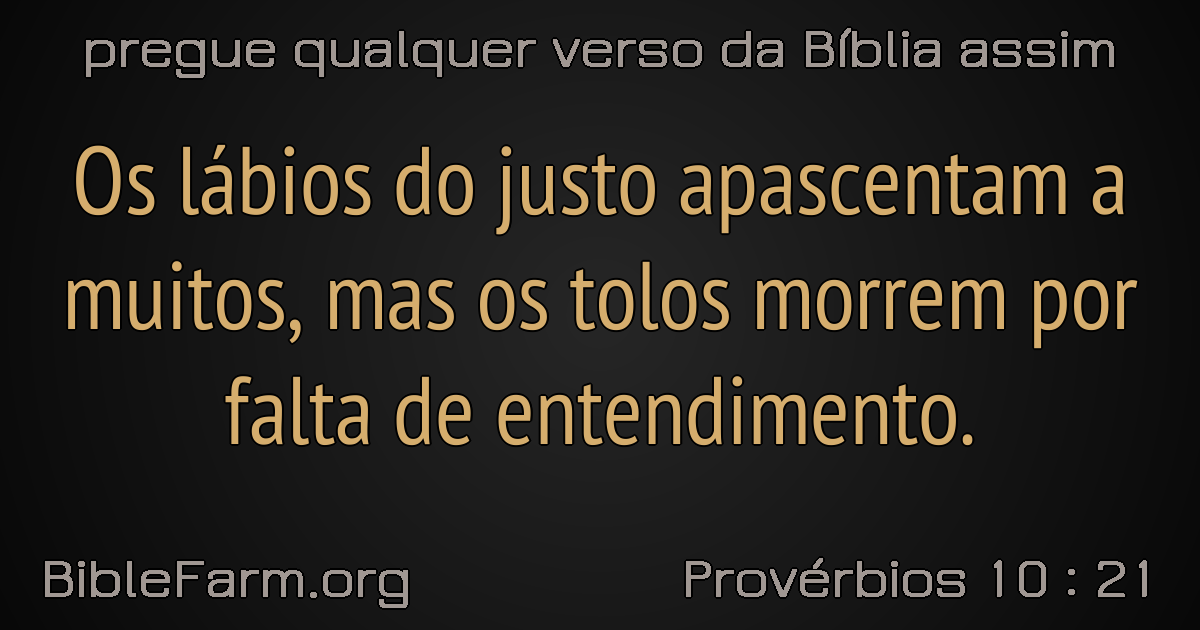 pregue qualquer verso da Bíblia assim
Os lábios do justo apascentam a
muitos, mas os tolos morrem por
falta de entendimento.
BibleFarm.org
Provérbios 10 : 21